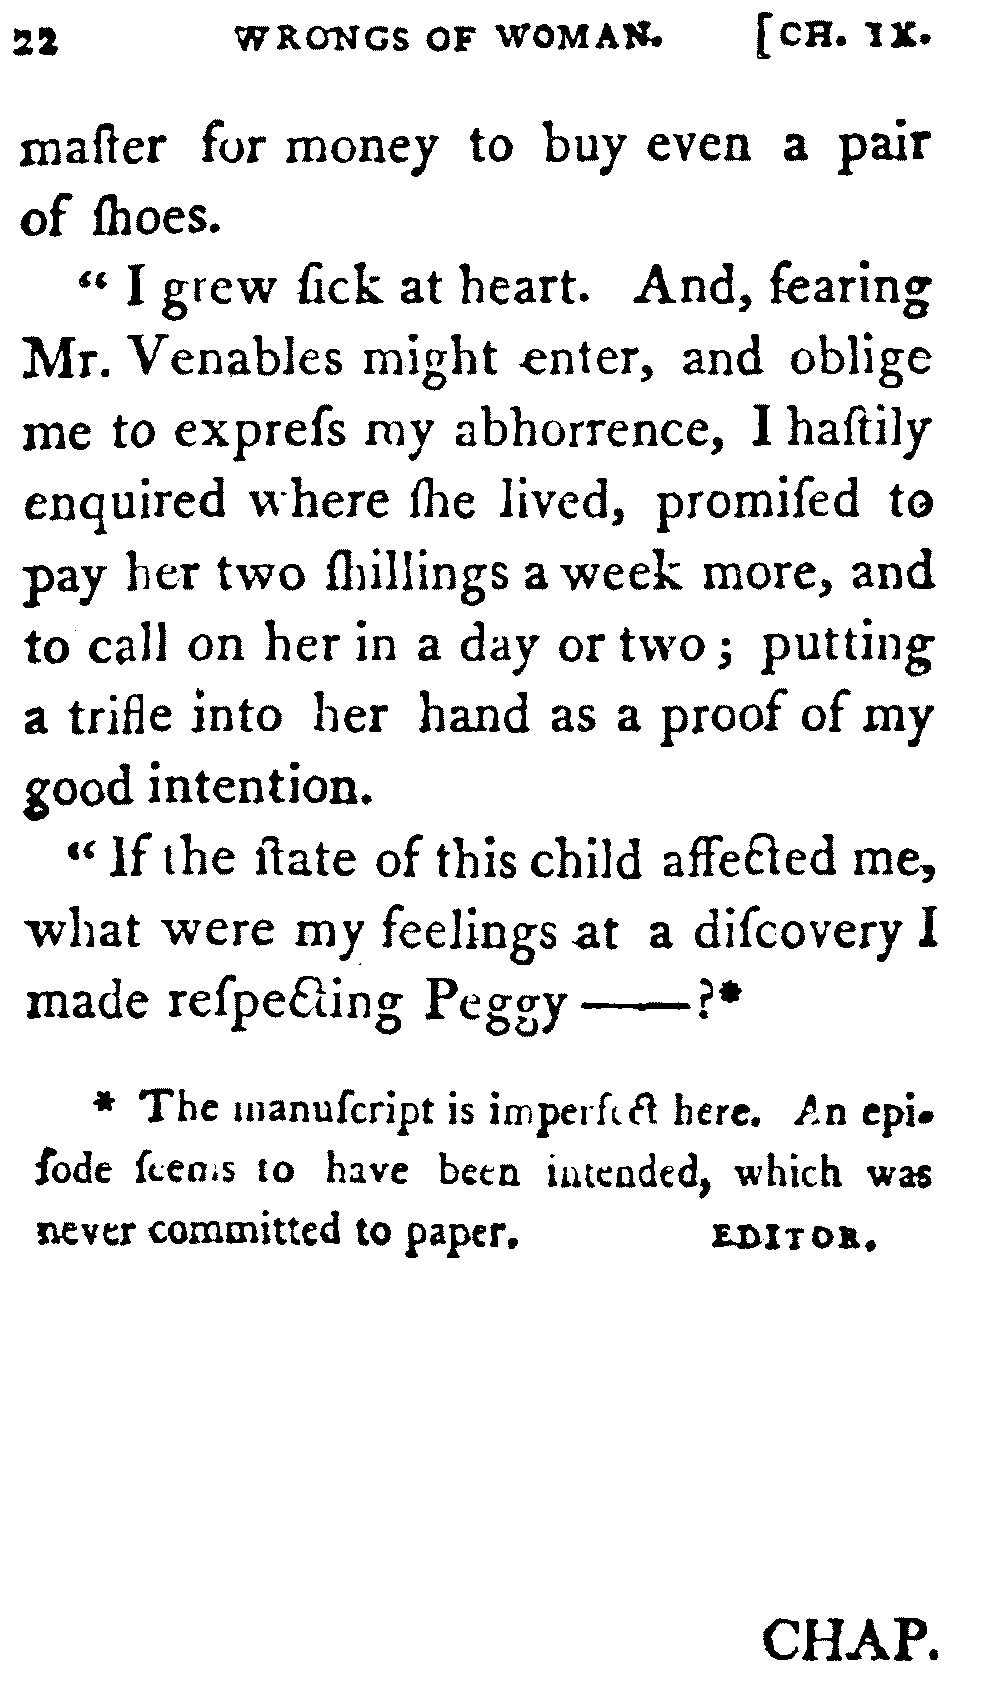 22 WRONGS OF WOMAN. [CH. IX.
maſter for money to buy even a pair
of ſhoes.
“ I grew ſick at heart. And, fearing
Mr. Venables might enter, and oblige
me to expreſs my abhorrence, I haſtily
enquired where ſhe lived, promiſed to
pay her two ſhillings a week more, and
to call on her in a day or two; putting
a trifle into her hand as a proof of my
good intention.
“ If the ſtate of this child affected me,
what were my feelings at a diſcovery I
made reſpecting Peggy ——?*
* The manuſcript is imperfect here. An epi-
ſode ſeems to have been intended, which was
never committed to paper. EDITOR.
CHAP.